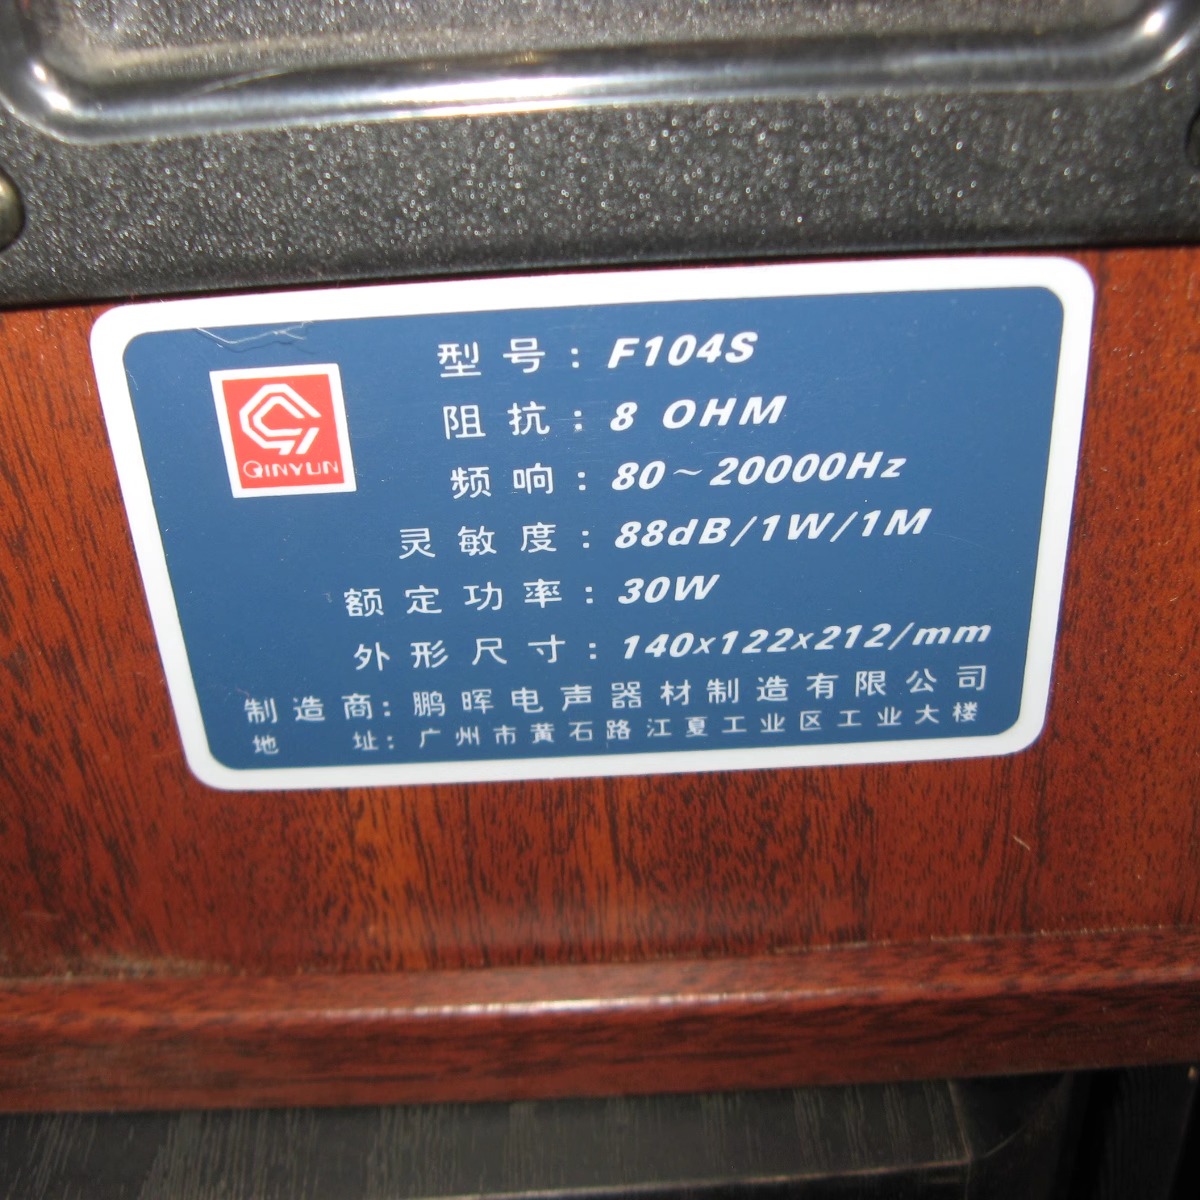 QINYUN
型号：F104S
阻抗：8 OHM
频响：80～20000Hz
灵敏度：88dB/1W/1M
额定功率：30W
外形尺寸：140x122x212/mm
制造商：鹏晖电声器材制造有限公司
地址：广州市黄石路江夏工业区工业大楼